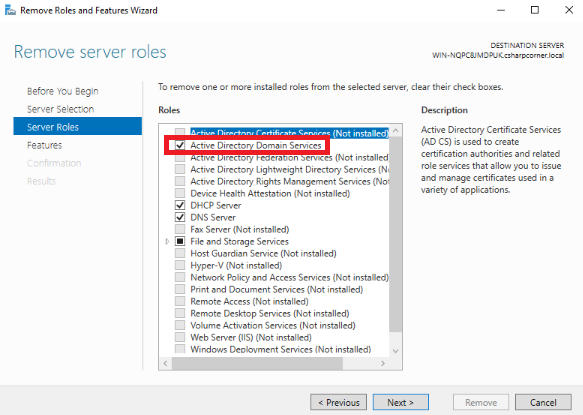 Remove Roles and Features Wizard
Remove server roles
DESTINATION SERVER
WIN-NQPC8JMDPUK.csharpcorner.local
Before You Begin
Server Selection
Server Roles
Features
Confirmation
Results
To remove one or more installed roles from the selected server, clear their check boxes.
Roles
Active Directory Certificate Services (Not installed)
Active Directory Domain Services
Active Directory Federation Services (Not installed)
Active Directory Lightweight Directory Services (N
Active Directory Rights Management Services (Not
Device Health Attestation (Not installed)
DHCP Server
DNS Server
Fax Server (Not installed)
File and Storage Services
Host Guardian Service (Not installed)
Hyper-V (Not installed)
Network Policy and Access Services (Not installed)
Print and Document Services (Not installed)
Remote Access (Not installed)
Remote Desktop Services (Not installed)
Volume Activation Services (Not installed)
Web Server (IIS) (Not installed)
Windows Deployment Services (Not installed)
Description
Active Directory Certificate Services
(AD CS) is used to create
certification authorities and related
role services that allow you to issue
and manage certificates used in a
variety of applications.
< Previous
Next >
Remove
Cancel